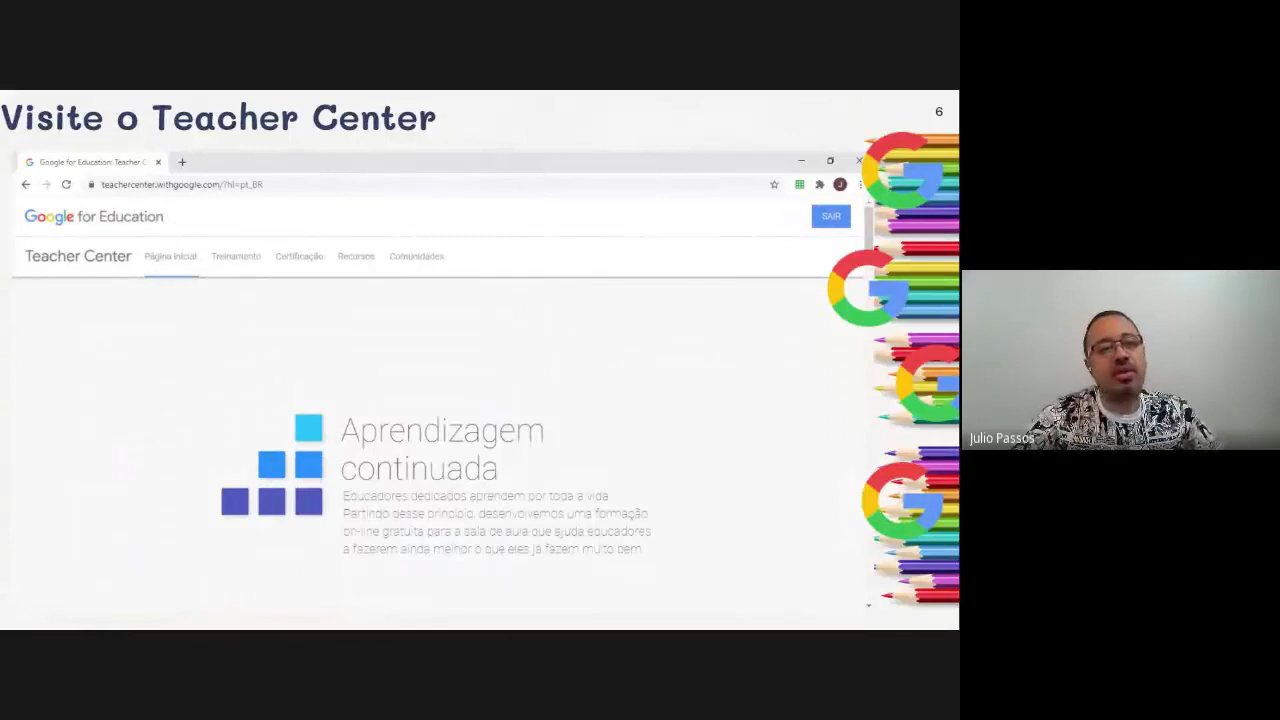 Visite o Teacher Center
6
Google for Education: Teacher C
teachercenter.withgoogle.com/?hl=pt_BR
J
Google for Education
SAIR
Teacher Center Página inicial Treinamento Certificação Recursos Comunidades
Aprendizagem
continuada
Educadores dedicados aprendem por toda a vida
Partindo desse princípio, desenvolvemos uma formação
on-line gratuita para a sala de aula que ajuda educadores
a fazerem ainda melhor o que eles já fazem muito bem
Julio Passos